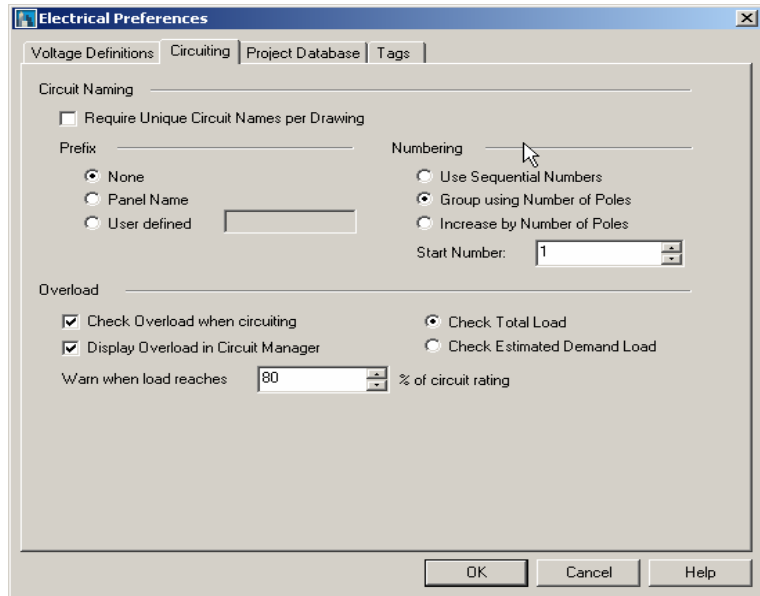 Electrical Preferences
Voltage Definitions Circuiting Project Database Tags
Circuit Naming
Require Unique Circuit Names per Drawing
Prefix
None
Panel Name
User defined
Numbering
Use Sequential Numbers
Group using Number of Poles
Increase by Number of Poles
Start Number: 1
Overload
Check Overload when circuiting
Display Overload in Circuit Manager
Check Total Load
Check Estimated Demand Load
Warn when load reaches 80 % of circuit rating
OK Cancel Help